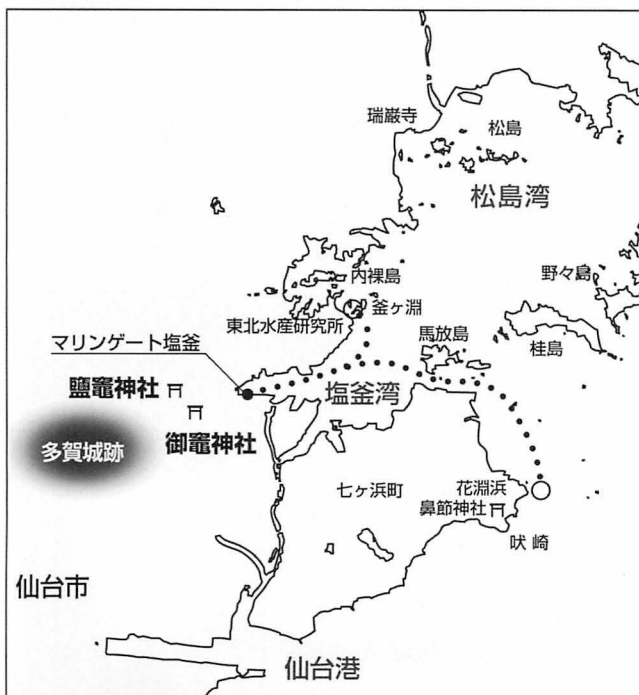 瑞巌寺
松島
松島湾
内裸島
釜ヶ淵
野々島
東北水産研究所
馬放島
桂島
マリンゲート塩釜
塩釜湾
鹽竈神社
御竈神社
多賀城跡
七ヶ浜町
花淵浜
鼻節神社
吠崎
仙台市
仙台港